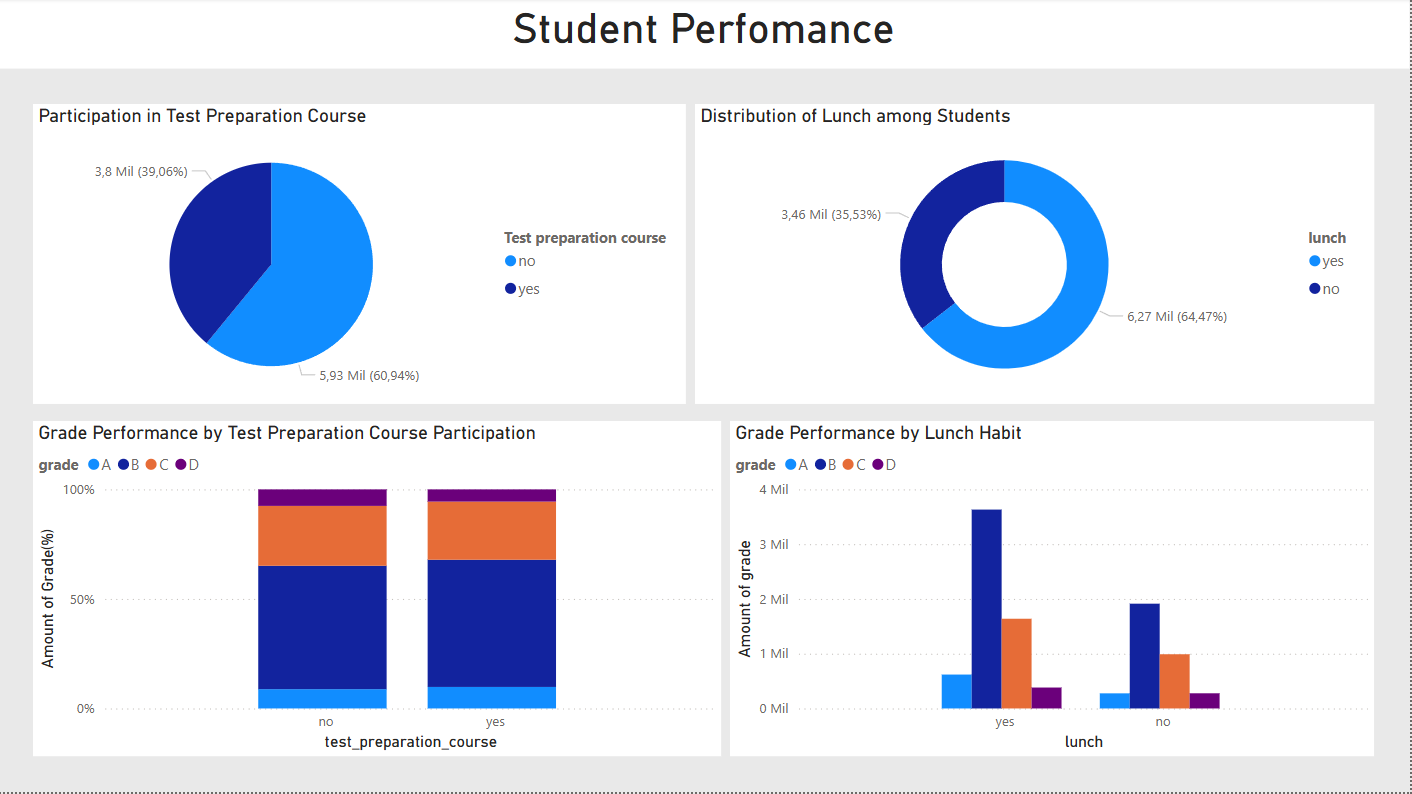 Student Perfomance
Participation in Test Preparation Course
3,8 Mil (39,06%)
5,93 Mil (60,94%)
Test preparation course
no
yes
Distribution of Lunch among Students
3,46 Mil (35,53%)
6,27 Mil (64,47%)
lunch
yes
no
Grade Performance by Test Preparation Course Participation
grade A B C D
Amount of Grade(%)
100%
50%
0%
no yes
test_preparation_course
Grade Performance by Lunch Habit
grade A B C D
Amount of grade
4 Mil
3 Mil
2 Mil
1 Mil
0 Mil
yes no
lunch